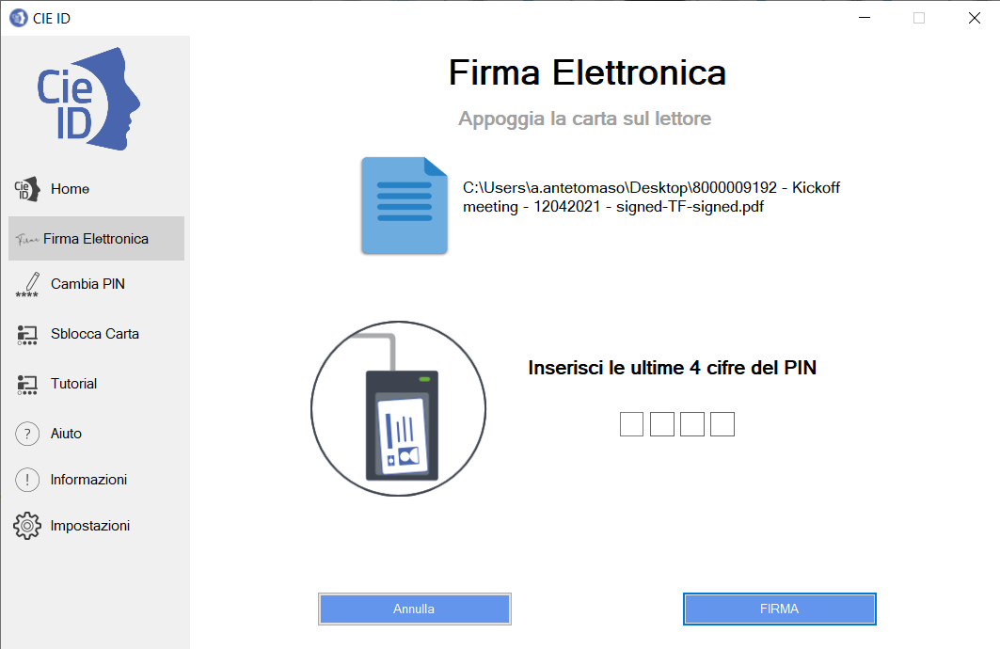 CIE ID
Cie
ID
Firma Elettronica
Appoggia la carta sul lettore
C:\Users\a.antetomaso\Desktop\8000009192 - Kickoff
meeting - 12042021 - signed-TF-signed.pdf
Cie
ID
Home
Firma
Firma Elettronica
****
Cambia PIN
Sblocca Carta
Tutorial
?
Aiuto
!
Informazioni
Impostazioni
Inserisci le ultime 4 cifre del PIN
Annulla
FIRMA